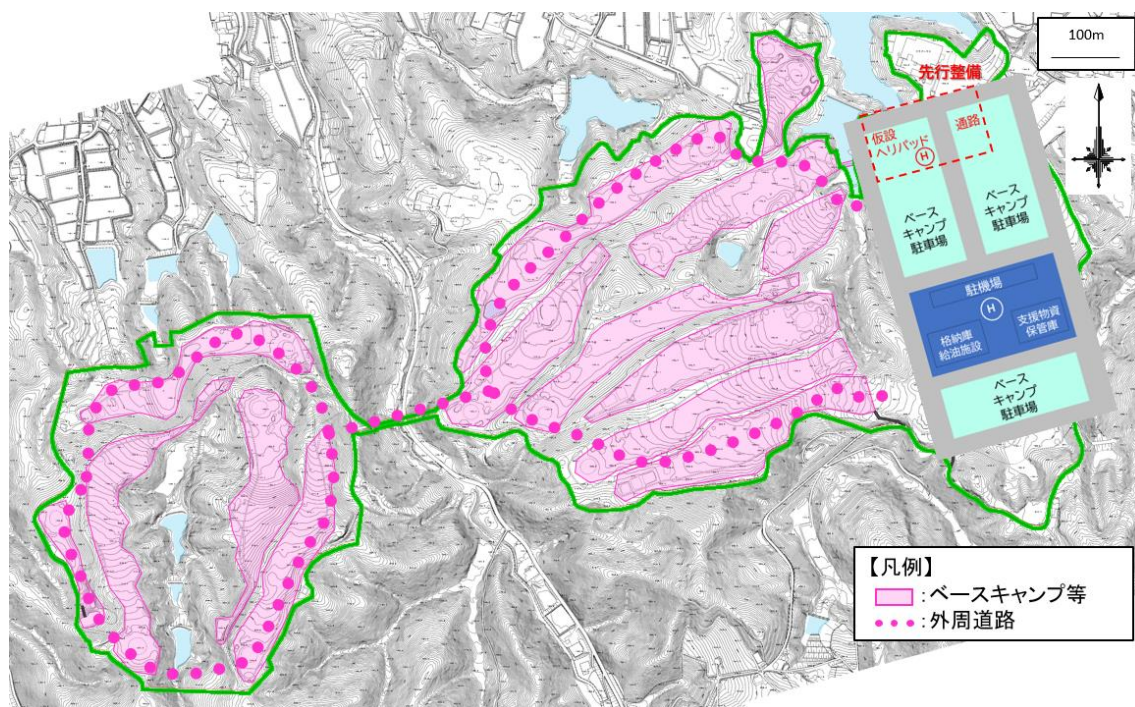 100m
先行整備
仮設
ヘリパッド
H
通路
ベース
キャンプ
駐車場
ベース
キャンプ
駐車場
駐機場
H
格納庫
給油施設
支援物資
保管庫
ベース
キャンプ
駐車場
【凡例】
:ベースキャンプ等
:外周道路